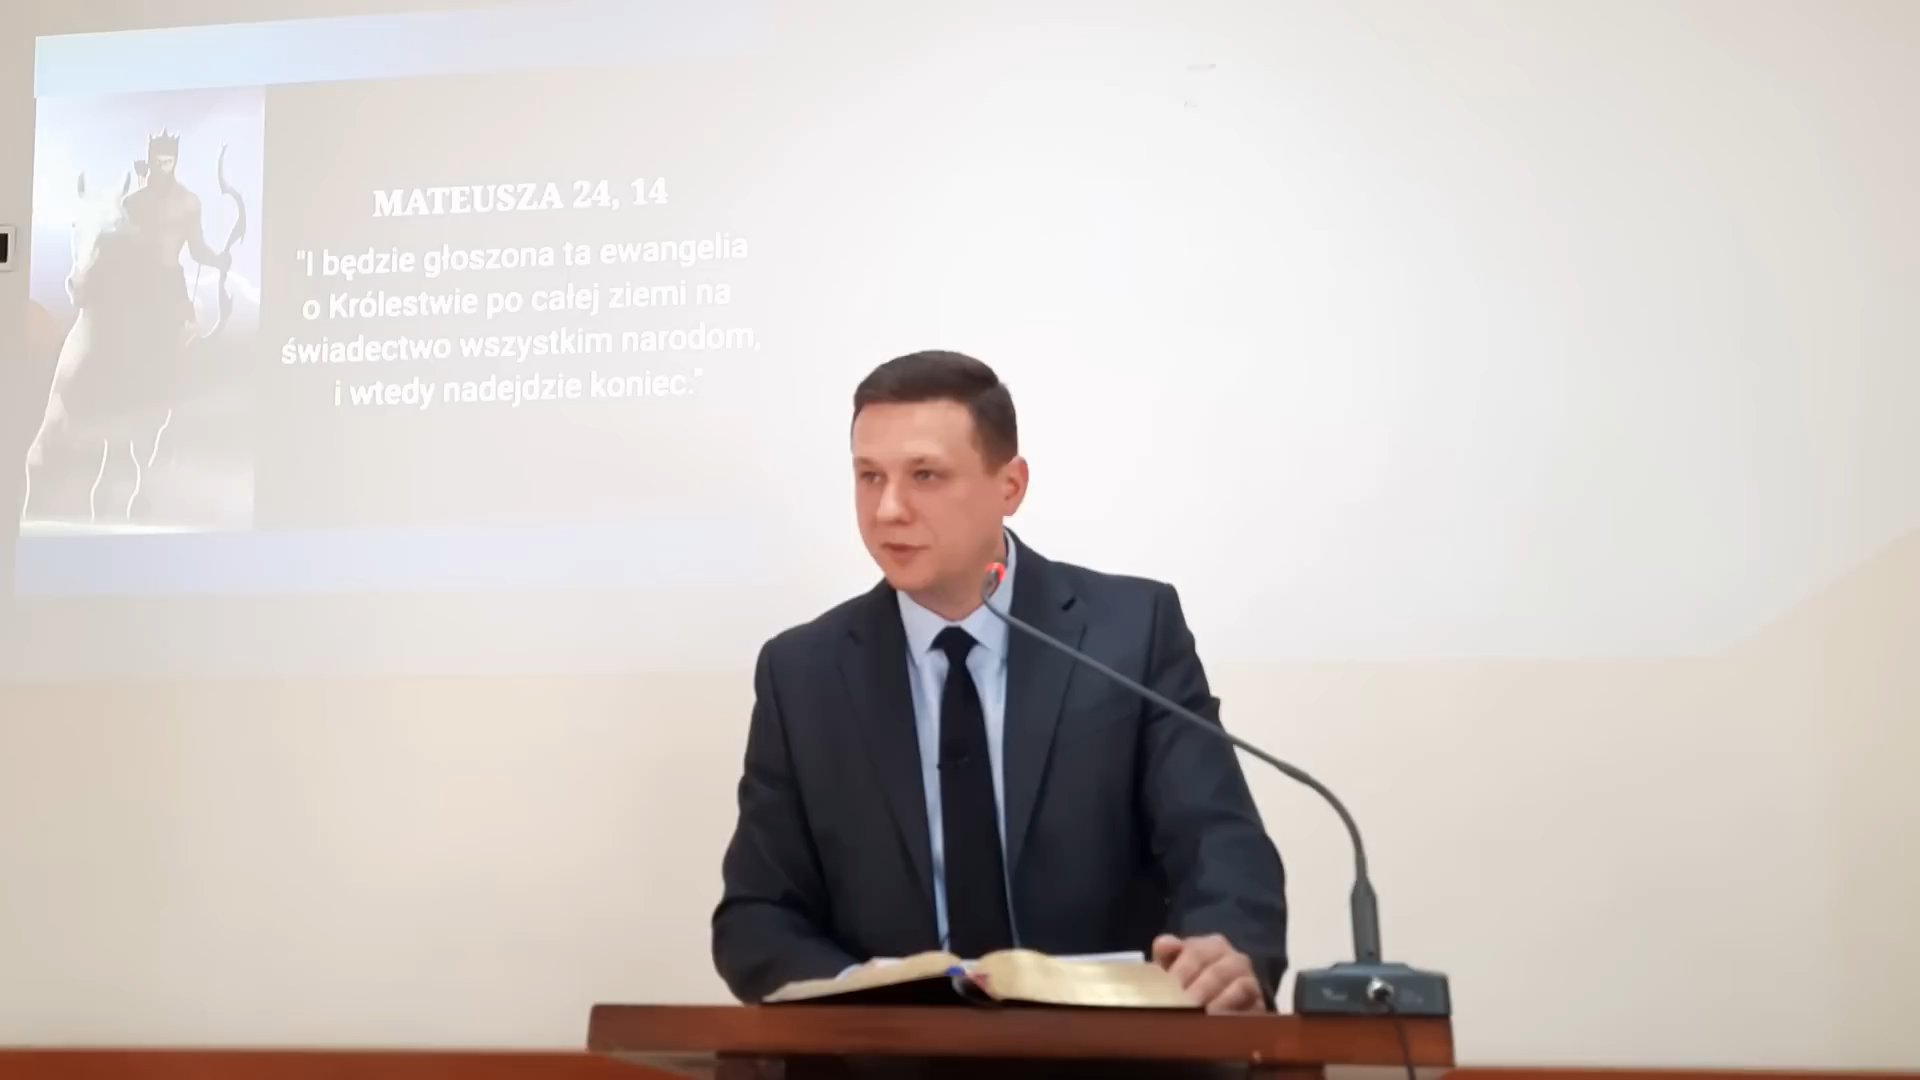 MATEUSZA 24, 14
"I będzie głoszona ta ewangelia
o Królestwie po całej ziemi na
świadectwo wszystkim narodom,
i wtedy nadejdzie koniec."